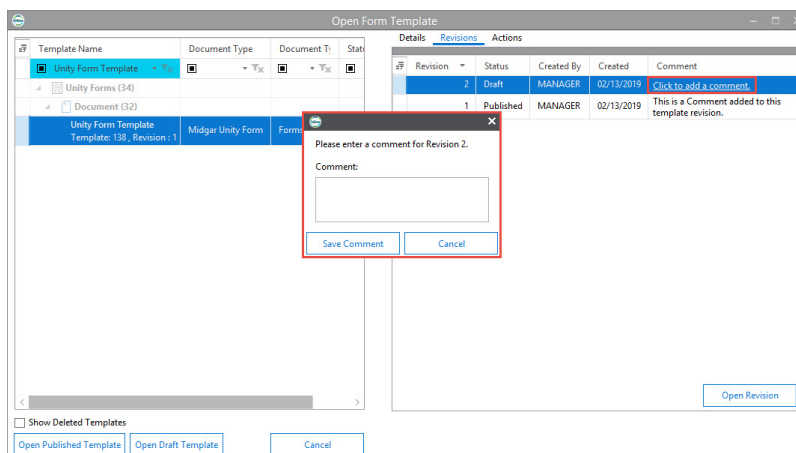 Open Form Template
Template Name Document Type Document Ty Statu
Unity Form Template
Unity Forms (34)
Document (32)
Unity Form Template
Template: 138 , Revision : 1
Midgar Unity Form Forms
Details Revisions Actions
Revision Status Created By Created Comment
2 Draft MANAGER 02/13/2019 Click to add a comment.
1 Published MANAGER 02/13/2019 This is a Comment added to this
template revision.
Please enter a comment for Revision 2.
Comment:
Save Comment Cancel
Open Revision
Show Deleted Templates
Open Published Template Open Draft Template Cancel